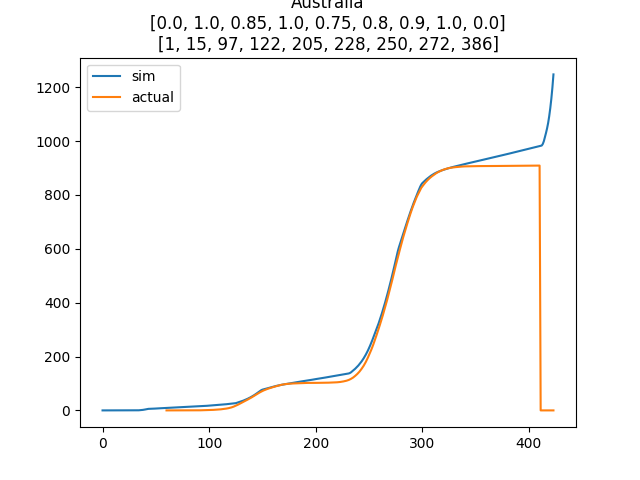 Australia
[0.0, 1.0, 0.85, 1.0, 0.75, 0.8, 0.9, 1.0, 0.0]
[1, 15, 97, 122, 205, 228, 250, 272, 386]
sim
actual
1200
1000
800
600
400
200
0
0 100 200 300 400